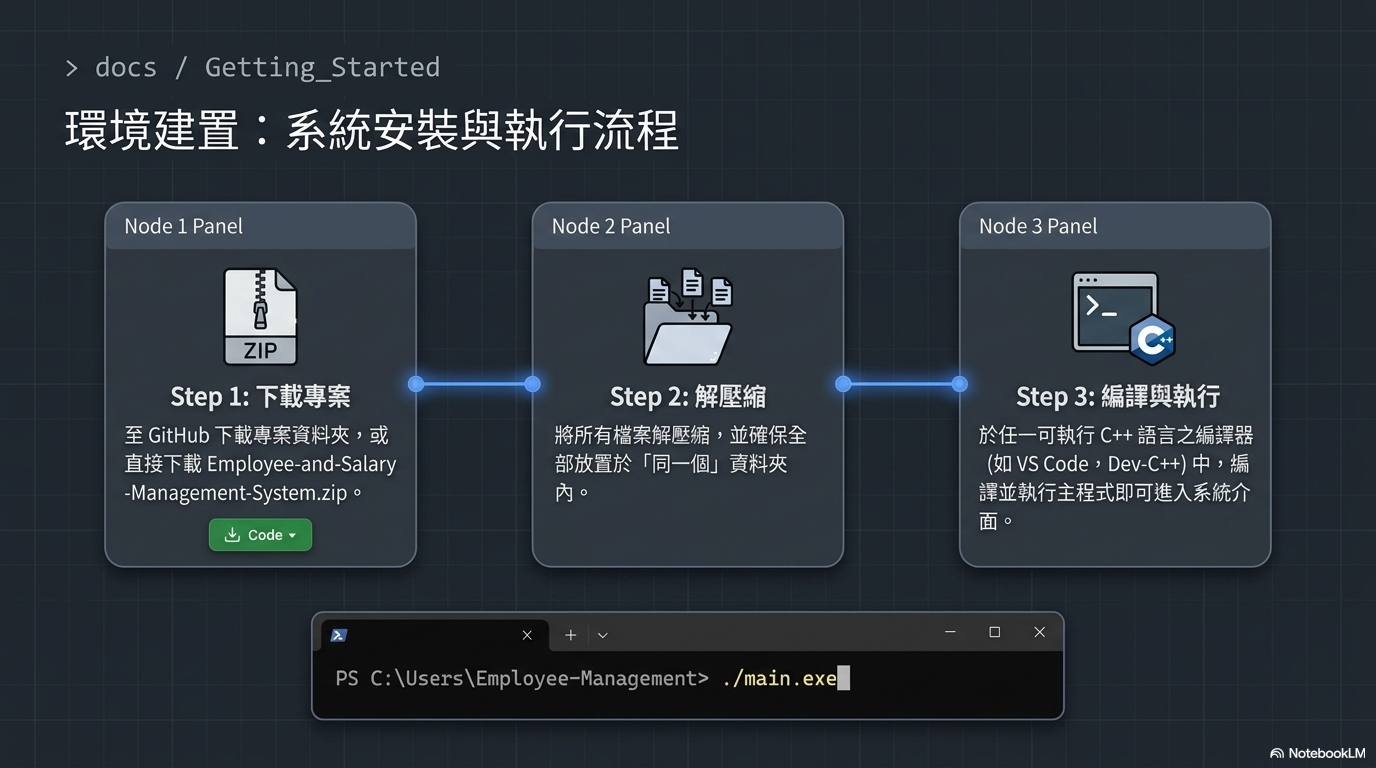 > docs / Getting_Started
環境建置：系統安裝與執行流程
Node 1 Panel
ZIP
Step 1: 下載專案
至 GitHub 下載專案資料夾，或
直接下載 Employee-and-Salary
-Management-System.zip。
Code
Node 2 Panel
Step 2: 解壓縮
將所有檔案解壓縮，並確保全
部放置於「同一個」資料夾
內。
Node 3 Panel
>_
C++
Step 3: 編譯與執行
於任一可執行 C++ 語言之編譯器
(如 VS Code，Dev-C++) 中，編
譯並執行主程式即可進入系統介
面。
PS C:\Users\Employee-Management> ./main.exe
NotebookLM